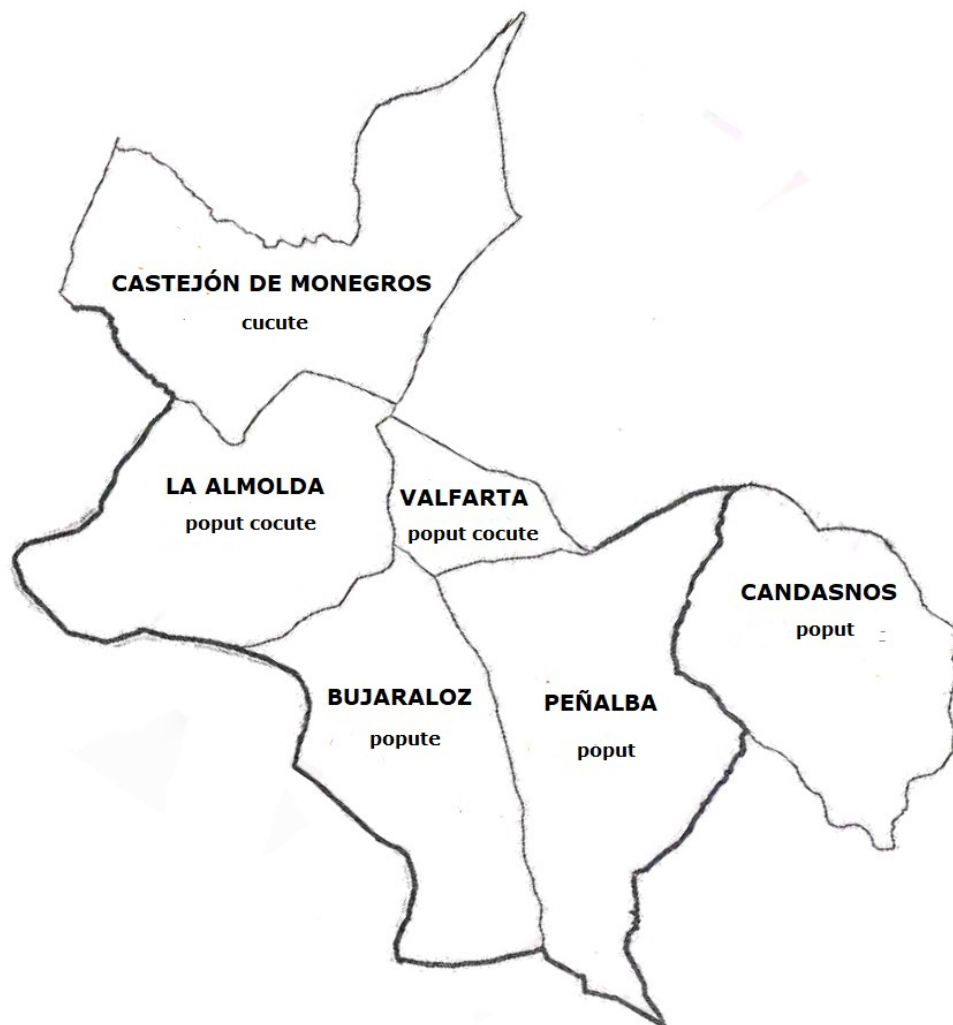 CASTEJÓN DE MONEGROS
cucute
LA ALMOLDA
poput cocute
VALFARTA
poput cocute
CANDASNOS
poput
BUJARALOZ
popute
PEÑALBA
poput